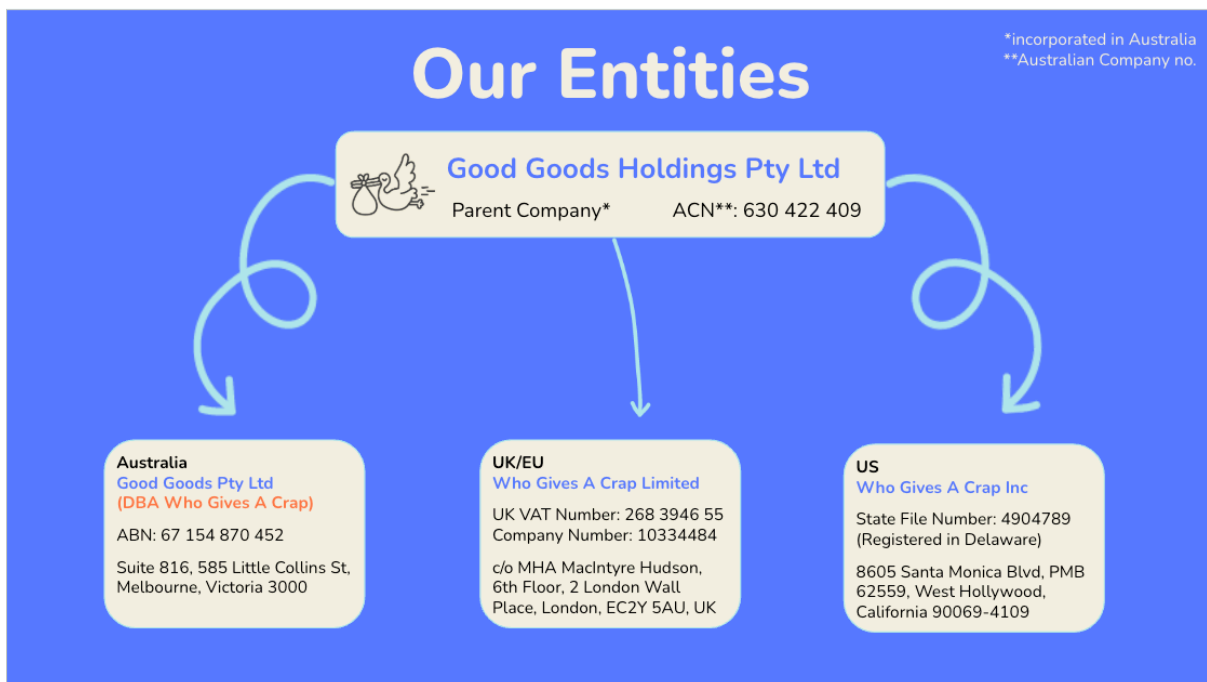 *incorporated in Australia
**Australian Company no.
Our Entities
Good Goods Holdings Pty Ltd
Parent Company* ACN**: 630 422 409
Australia
Good Goods Pty Ltd
(DBA Who Gives A Crap)
ABN: 67 154 870 452
Suite 816, 585 Little Collins St,
Melbourne, Victoria 3000
UK/EU
Who Gives A Crap Limited
UK VAT Number: 268 3946 55
Company Number: 10334484
c/o MHA MacIntyre Hudson,
6th Floor, 2 London Wall
Place, London, EC2Y 5AU, UK
US
Who Gives A Crap Inc
State File Number: 4904789
(Registered in Delaware)
8605 Santa Monica Blvd, PMB
62559, West Hollywood,
California 90069-4109